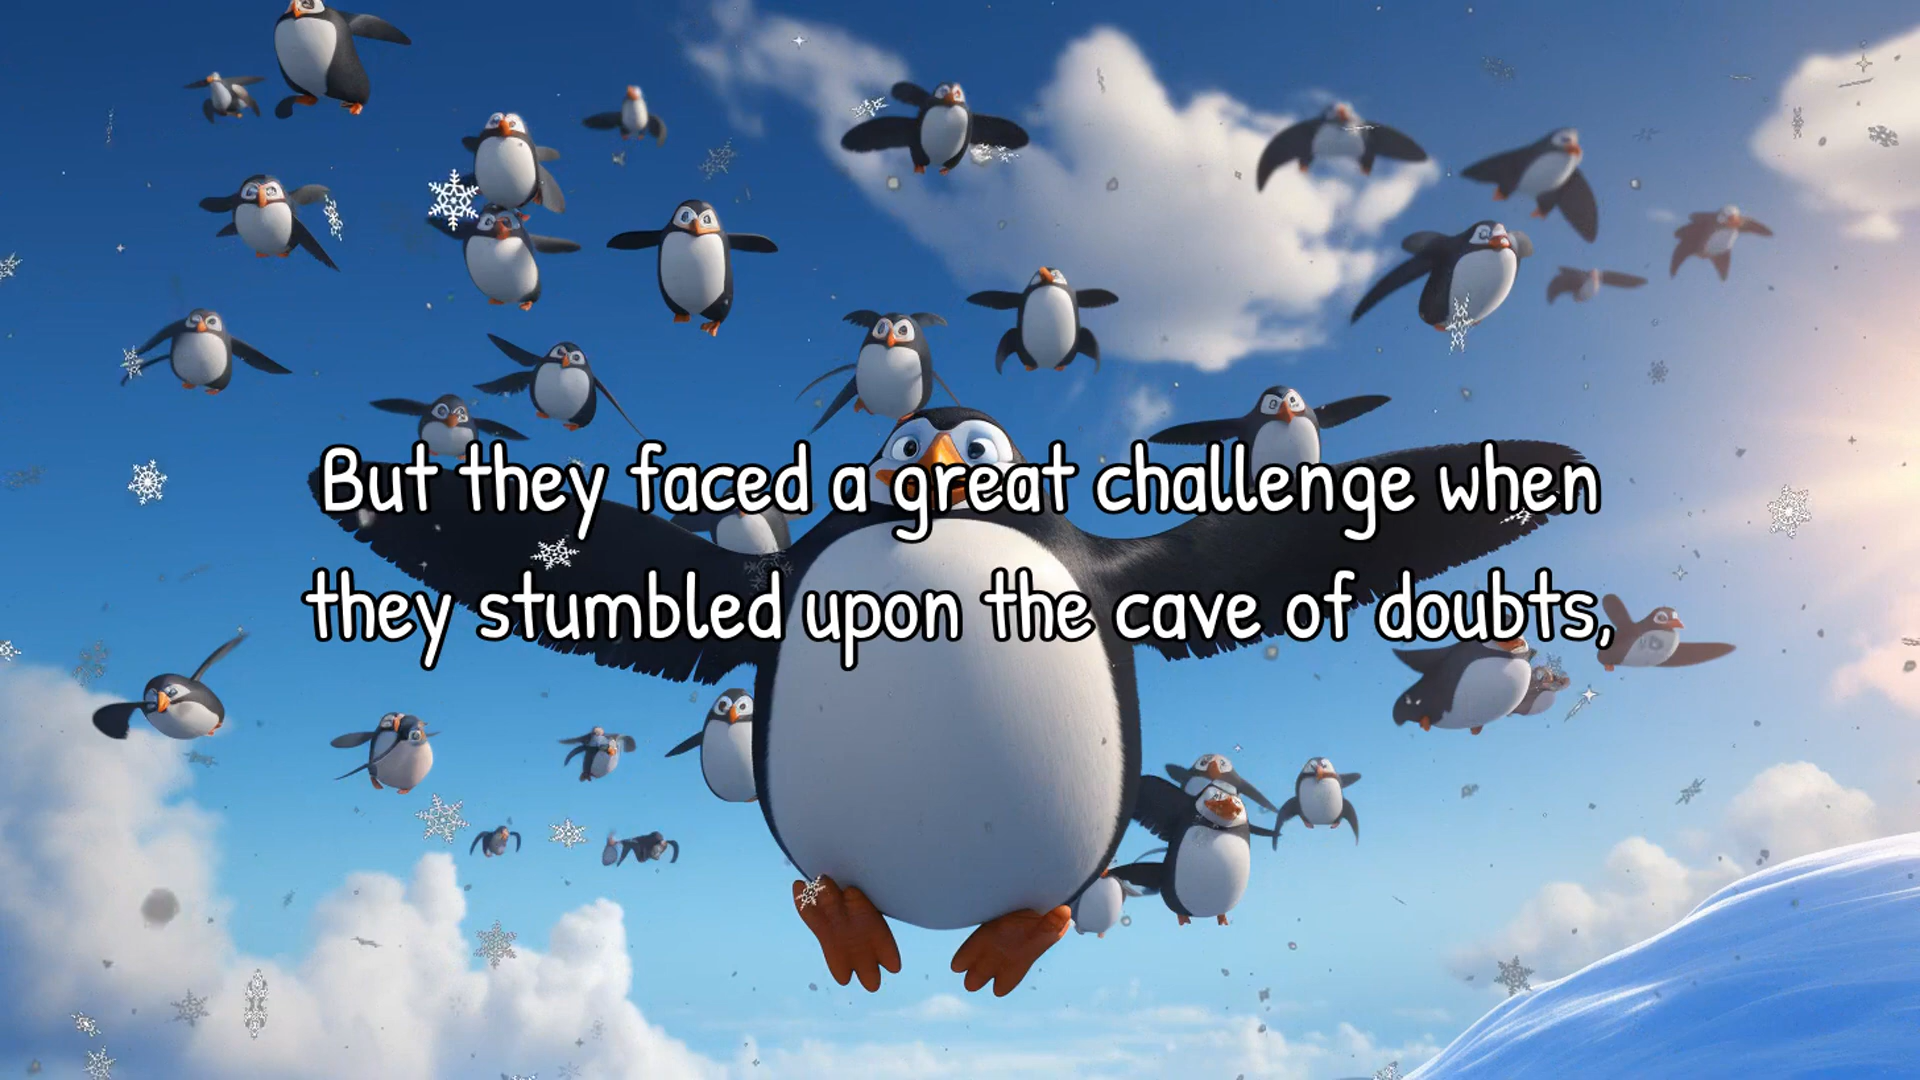 But they faced a great challenge when
they stumbled upon the cave of doubts,